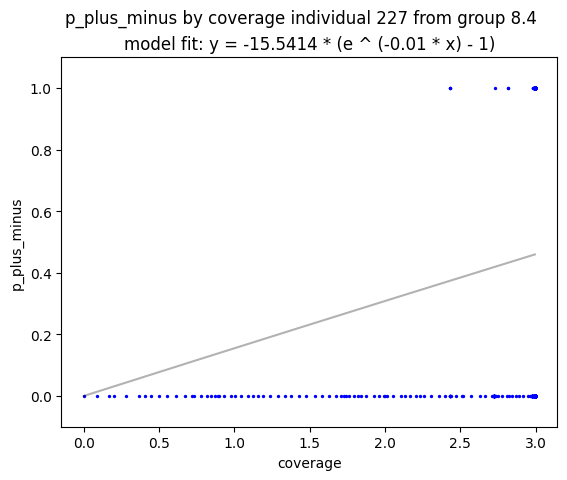 p_plus_minus by coverage individual 227 from group 8.4
model fit: y = -15.5414 * (e ^ (-0.01 * x) - 1)
1.0
0.8
0.6
0.4
0.2
0.0
p_plus_minus
0.0 0.5 1.0 1.5 2.0 2.5 3.0
coverage